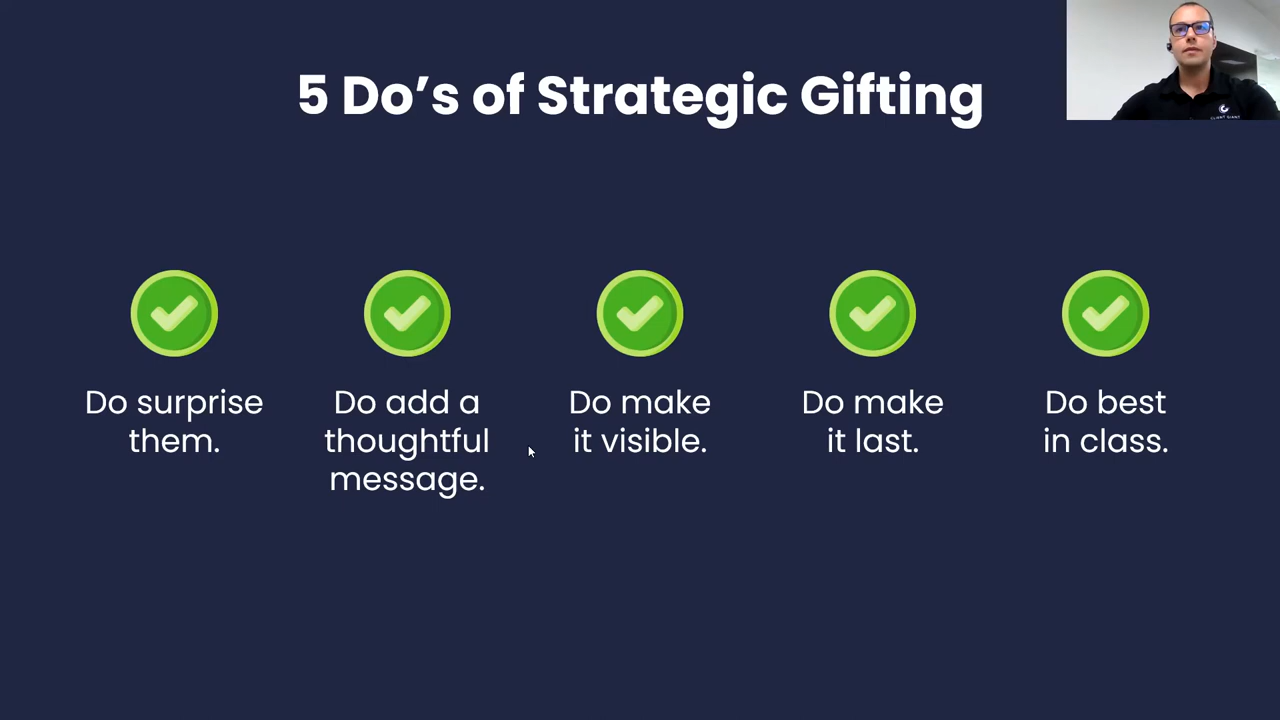 5 Do’s of Strategic Gifting
Do surprise
them.
Do add a
thoughtful
message.
Do make
it visible.
Do make
it last.
Do best
in class.